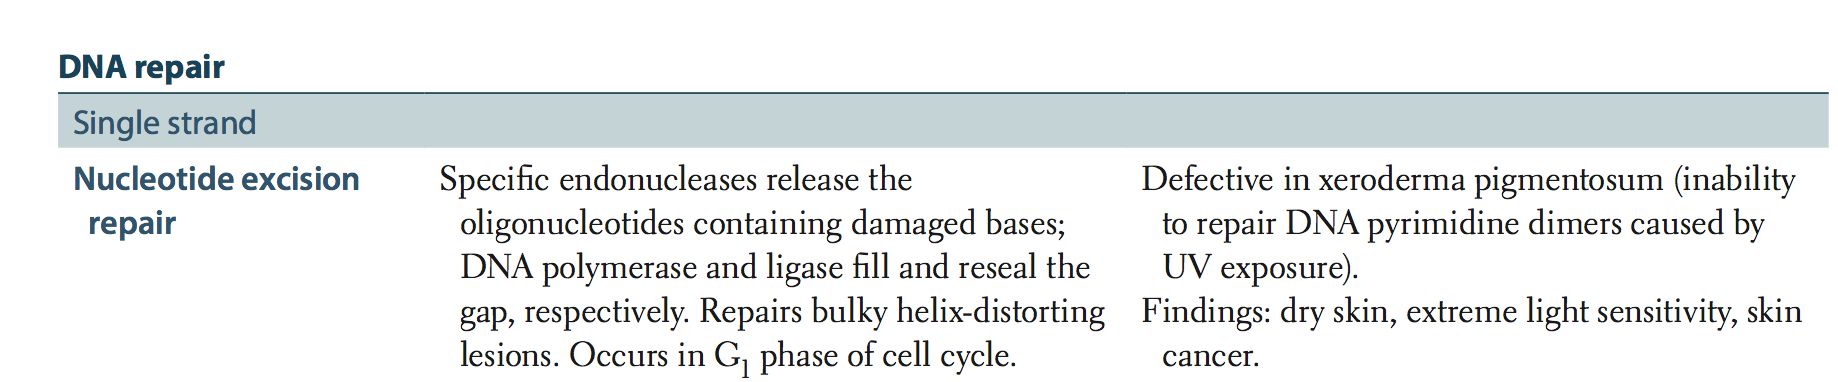 DNA repair
Single strand
Nucleotide excision
repair
Specific endonucleases release the
oligonucleotides containing damaged bases;
DNA polymerase and ligase fill and reseal the
gap, respectively. Repairs bulky helix-distorting
lesions. Occurs in G₁ phase of cell cycle.
Defective in xeroderma pigmentosum (inability
to repair DNA pyrimidine dimers caused by
UV exposure).
Findings: dry skin, extreme light sensitivity, skin
cancer.